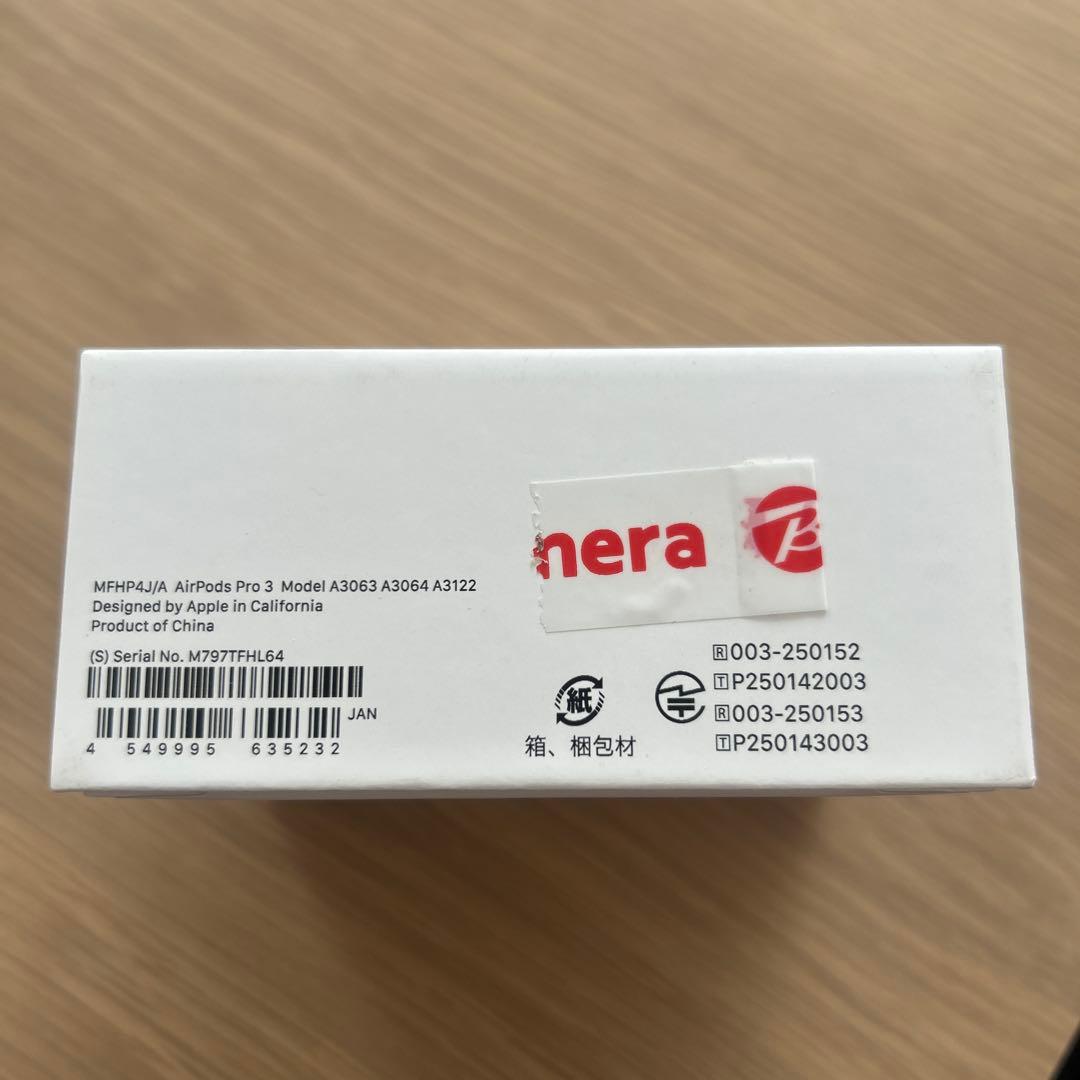 mera B
MFHP4J/A AirPods Pro 3 Model A3063 A3064 A3122
Designed by Apple in California
Product of China
(S) Serial No. M797TFHL64
JAN
4 549995 635232
紙
箱、梱包材
🅁003-250152
🅃P250142003
🅁003-250153
🅃P250143003